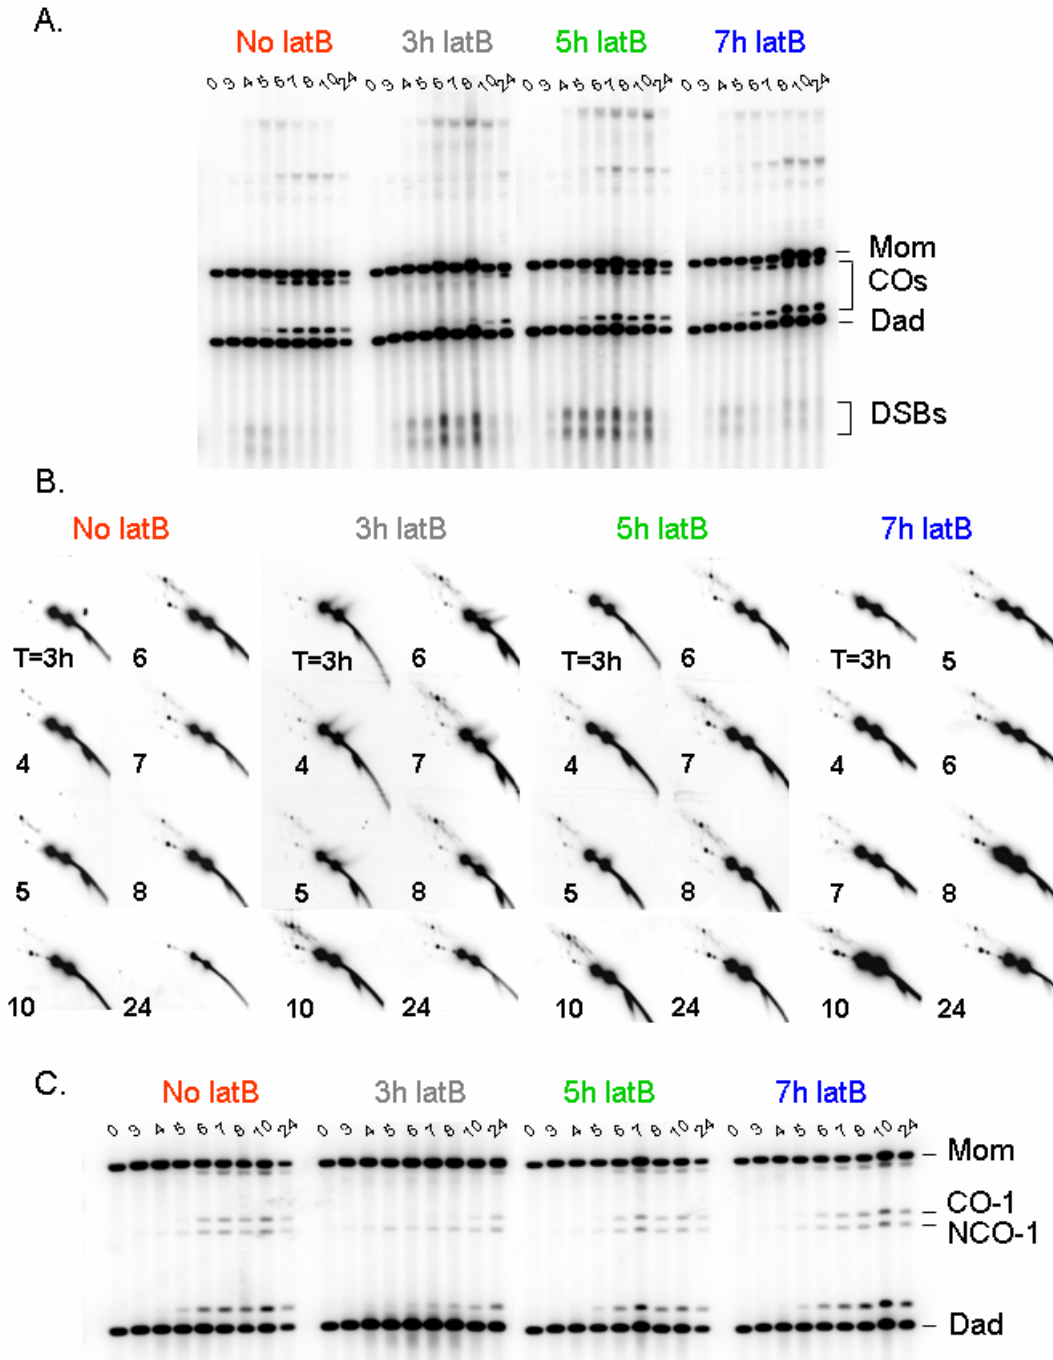 A.
No latB 3h latB 5h latB 7h latB
0 3 4 5 6 7 8 10 24 0 3 4 5 6 7 8 10 24 0 3 4 5 6 7 8 10 24 0 3 4 5 6 7 8 10 24
Mom
COs
Dad
DSBs
B.
No latB 3h latB 5h latB 7h latB
T=3h 6 T=3h 6 T=3h 6 T=3h 5
4 7 4 7 4 7 4 6
5 8 5 8 5 8 7 8
10 24 10 24 10 24 10 24
C.
No latB 3h latB 5h latB 7h latB
0 3 4 5 6 7 8 10 24 0 3 4 5 6 7 8 10 24 0 3 4 5 6 7 8 10 24 0 3 4 5 6 7 8 10 24
Mom
CO-1
NCO-1
Dad